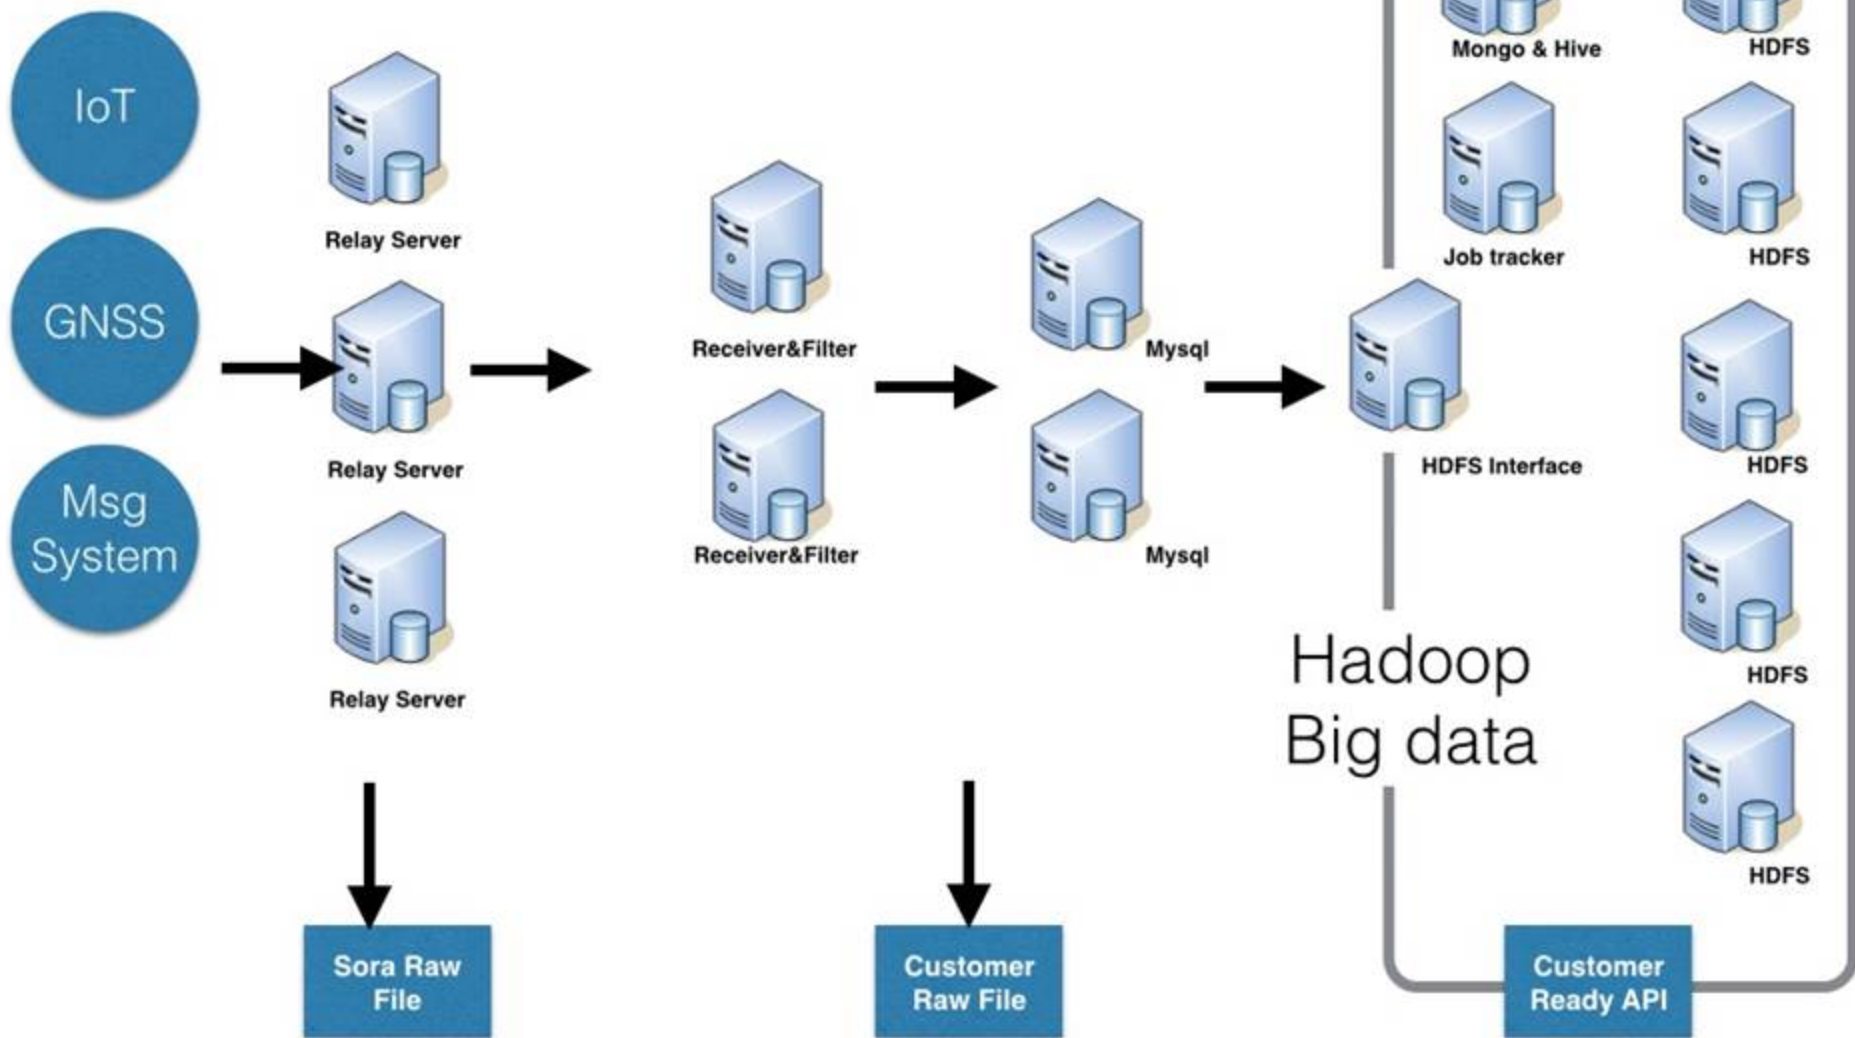 IoT
GNSS
Msg
System
Relay Server
Relay Server
Relay Server
Receiver&Filter
Receiver&Filter
Mysql
Mysql
Mongo & Hive
HDFS
Job tracker
HDFS
HDFS Interface
HDFS
HDFS
HDFS
Hadoop
Big data
Sora Raw
File
Customer
Raw File
Customer
Ready API